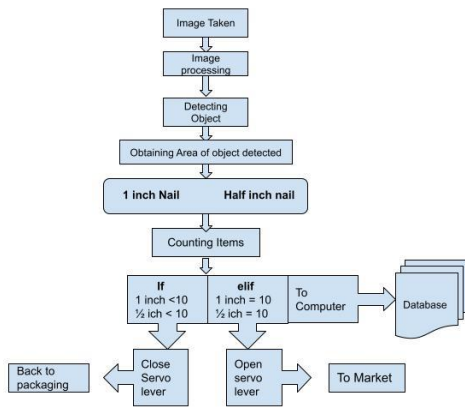 Image Taken
Image
processing
Detecting
Object
Obtaining Area of object detected
1 inch Nail Half inch nail
Counting Items
If
1 inch <10
½ ich < 10
elif
1 inch = 10
½ ich = 10
To
Computer
Database
Back to
packaging
Close
Servo
lever
Open
servo
lever
To Market